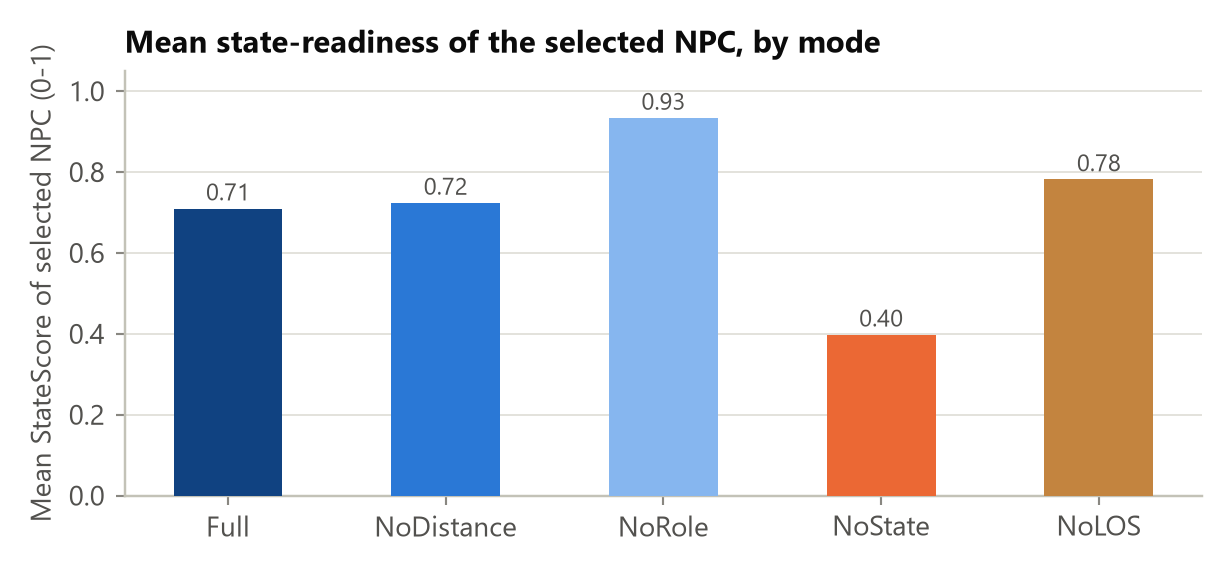 Mean state-readiness of the selected NPC, by mode
Mean StateScore of selected NPC (0-1)
1.0
0.8
0.6
0.4
0.2
0.0
0.71
0.72
0.93
0.40
0.78
Full
NoDistance
NoRole
NoState
NoLOS